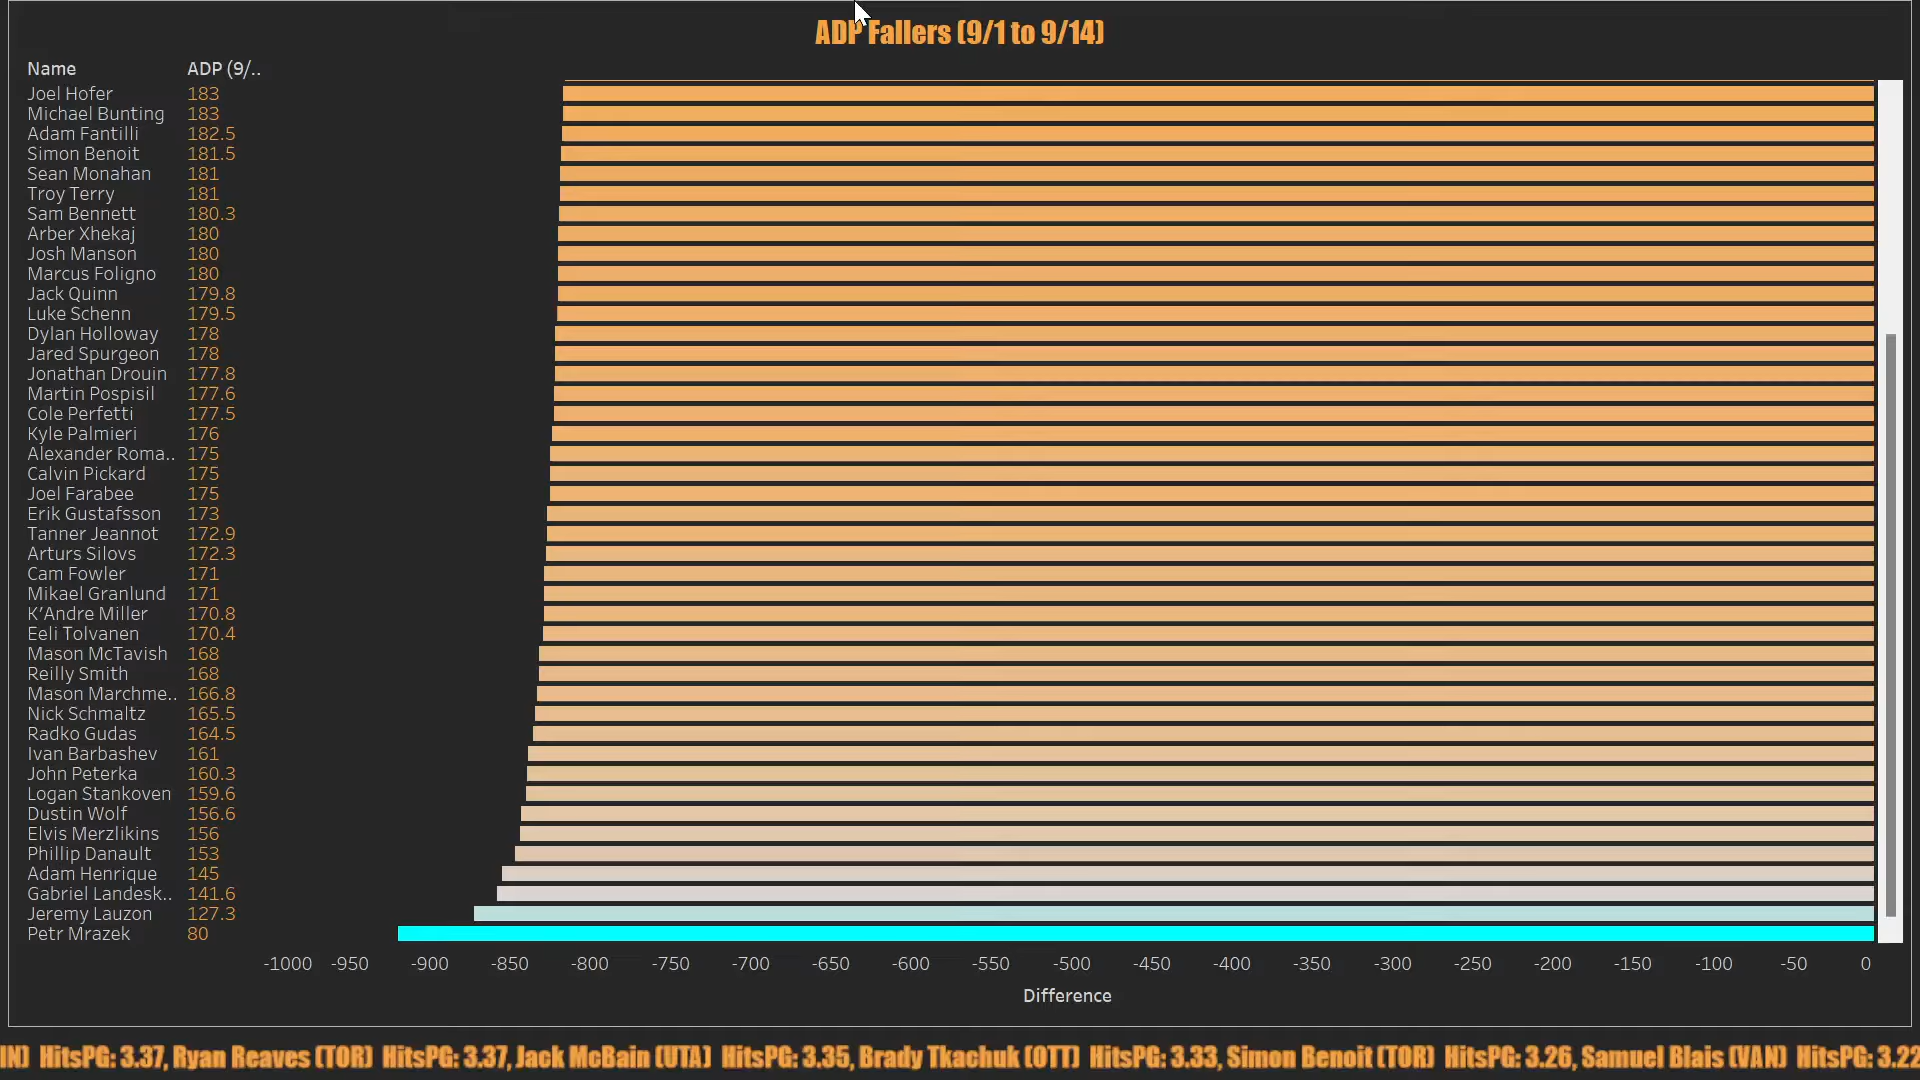 ADP Fallers (9/1 to 9/14)
Name ADP (9/..
Joel Hofer 183
Michael Bunting 183
Adam Fantilli 182.5
Simon Benoit 181.5
Sean Monahan 181
Troy Terry 181
Sam Bennett 180.3
Arber Xhekaj 180
Josh Manson 180
Marcus Foligno 180
Jack Quinn 179.8
Luke Schenn 179.5
Dylan Holloway 178
Jared Spurgeon 178
Jonathan Drouin 177.8
Martin Pospisil 177.6
Cole Perfetti 177.5
Kyle Palmieri 176
Alexander Roma.. 175
Calvin Pickard 175
Joel Farabee 175
Erik Gustafsson 173
Tanner Jeannot 172.9
Arturs Silovs 172.3
Cam Fowler 171
Mikael Granlund 171
K'Andre Miller 170.8
Eeli Tolvanen 170.4
Mason McTavish 168
Reilly Smith 168
Mason Marchme.. 166.8
Nick Schmaltz 165.5
Radko Gudas 164.5
Ivan Barbashev 161
John Peterka 160.3
Logan Stankoven 159.6
Dustin Wolf 156.6
Elvis Merzlikins 156
Phillip Danault 153
Adam Henrique 145
Gabriel Landesk.. 141.6
Jeremy Lauzon 127.3
Petr Mrazek 80
-1000 -950 -900 -850 -800 -750 -700 -650 -600 -550 -500 -450 -400 -350 -300 -250 -200 -150 -100 -50 0
Difference
IN) HitsPG: 3.37, Ryan Reaves (TOR) HitsPG: 3.37, Jack McBain (UTA) HitsPG: 3.35, Brady Tkachuk (OTT) HitsPG: 3.33, Simon Benoit (TOR) HitsPG: 3.26, Samuel Blais (VAN) HitsPG: 3.22